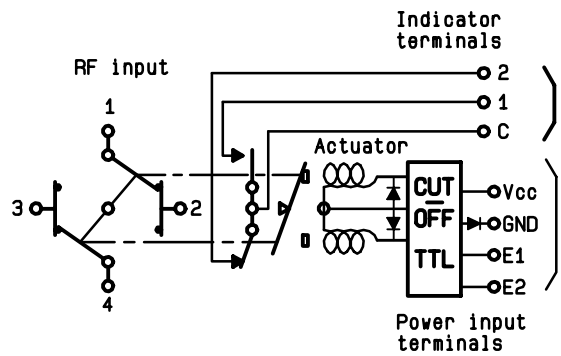 Indicator
terminals
RF input
2
1
1
C
Actuator
CUT
OFF
TTL
Vcc
GND
E1
E2
3
2
4
Power input
terminals